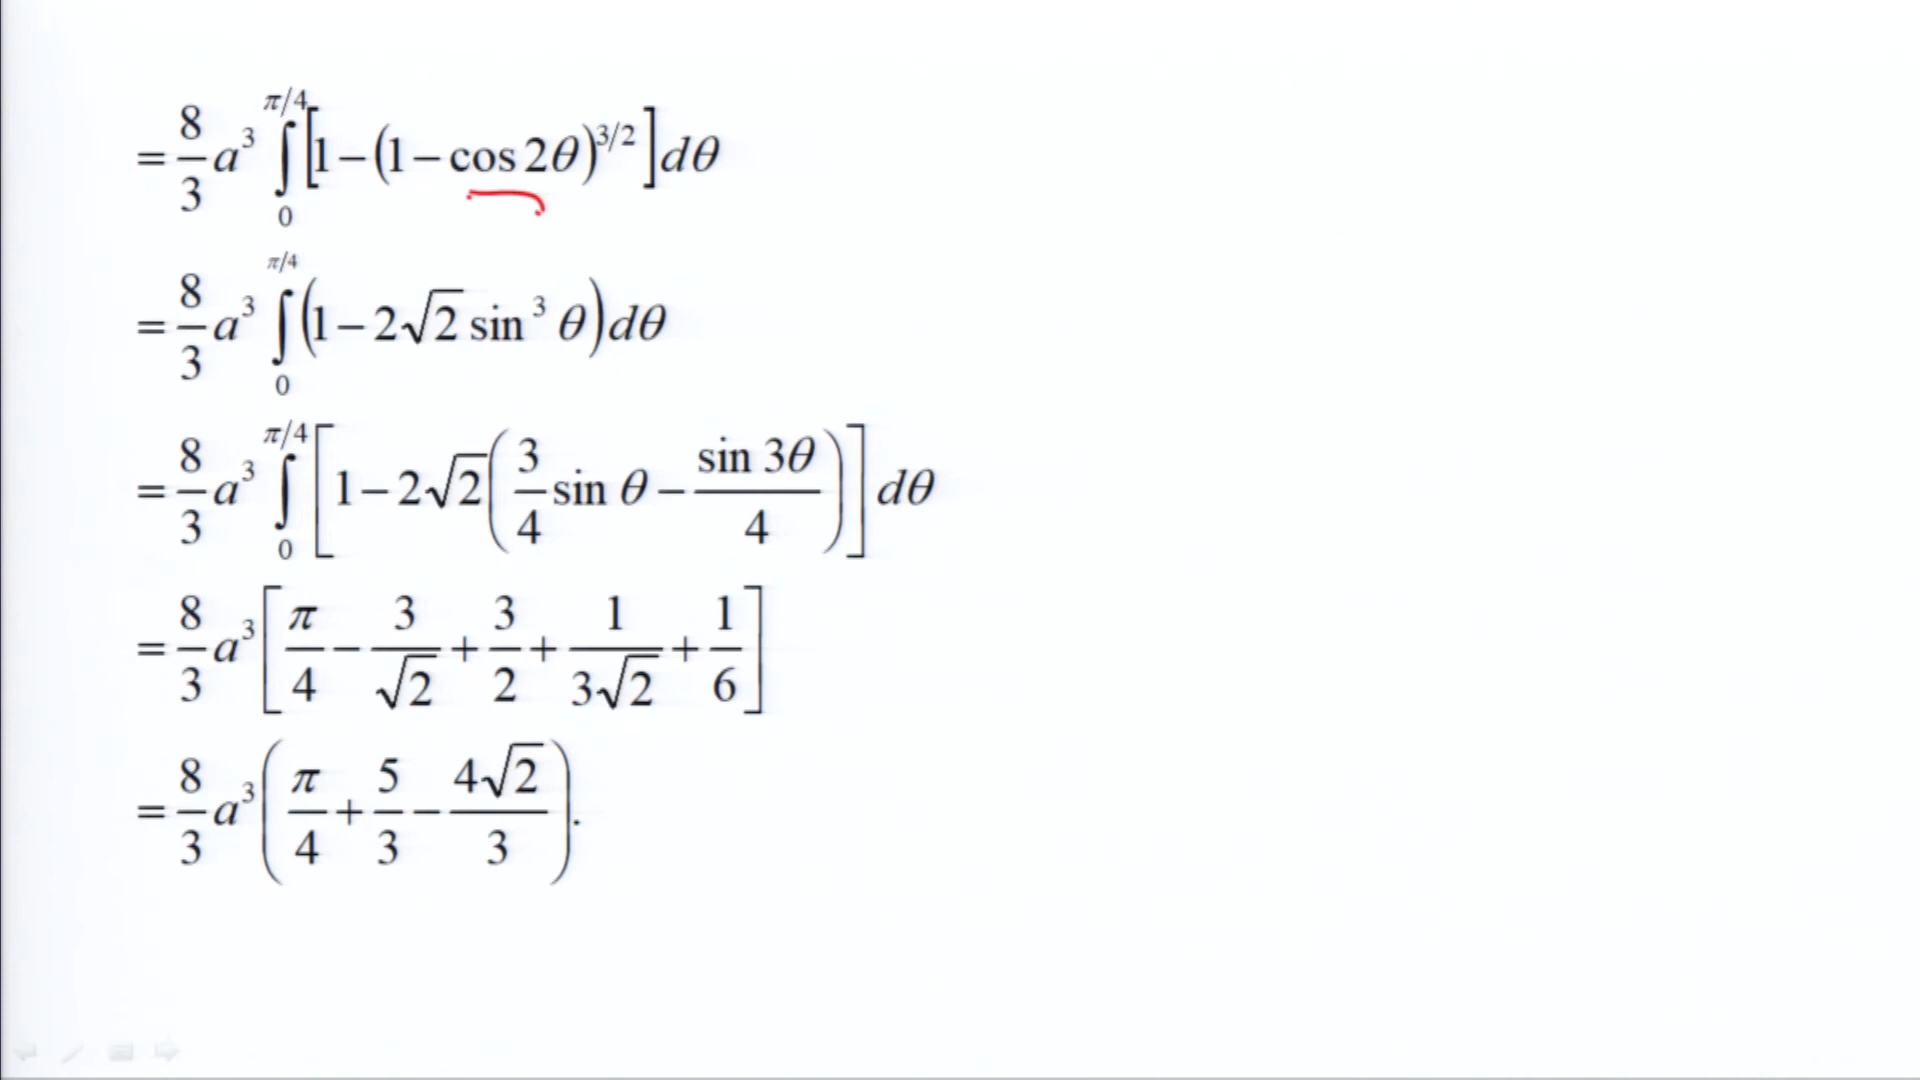 = 8/3 a³ ∫₀^{π/4} [1 − (1 − cos 2θ)^{3/2}] dθ
= 8/3 a³ ∫₀^{π/4} (1 − 2√2 sin³ θ) dθ
= 8/3 a³ ∫₀^{π/4} [1 − 2√2 (3/4 sin θ − sin 3θ/4)] dθ
= 8/3 a³ [π/4 − 3/√2 + 3/2 + 1/(3√2) + 1/6]
= 8/3 a³ (π/4 + 5/3 − 4√2/3).